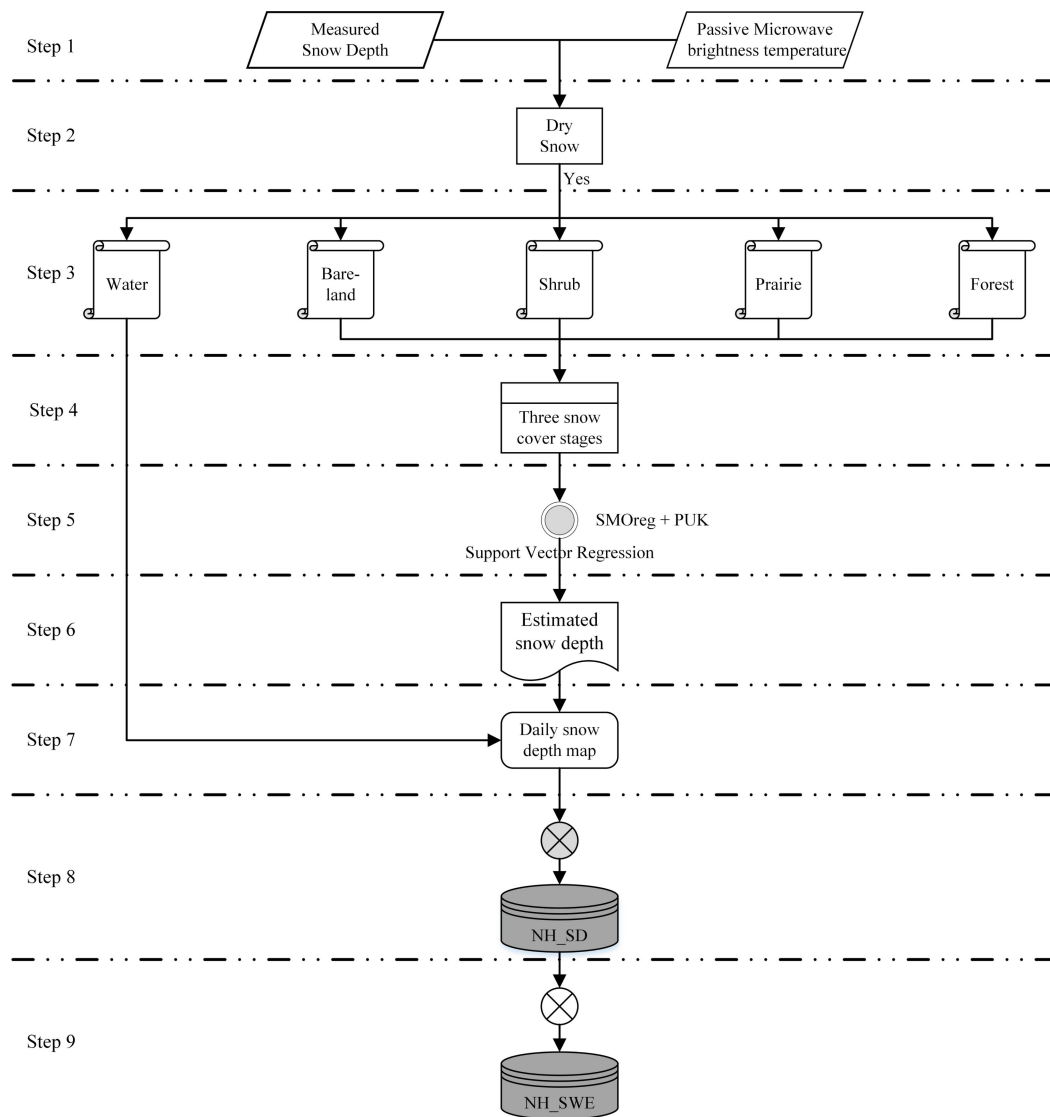 Step 1
Measured
Snow Depth
Passive Microwave
brightness temperature
Step 2
Dry
Snow
Yes
Step 3
Water
Bare-
land
Shrub
Prairie
Forest
Step 4
Three snow
cover stages
Step 5
SMOreg + PUK
Support Vector Regression
Step 6
Estimated
snow depth
Step 7
Daily snow
depth map
Step 8
NH_SD
Step 9
NH_SWE